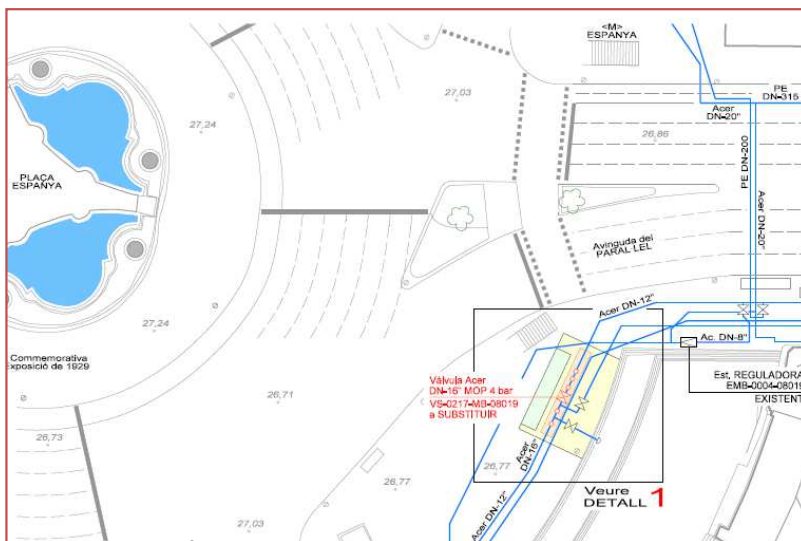 <M>
ESPANYA
27,03
PE
DN-315
Acer
DN-20"
27,24
26,86
PE DN-200
Acer DN-20"
PLAÇA
ESPANYA
Avinguda del
PARAL·LEL
Acer DN-12"
27,24
Ac. DN-8"
Commemorativa
exposicio de 1929
Est. REGULADORA
EMB-0004-08019
EXISTENT
Vàlvula Acer
DN-16" MOP 4 bar
VS-0217-MB-08019
a SUBSTITUIR
26,71
26,73
Acer
DN-16"
26,77
26,77
Veure
DETALL 1
Acer DN-12"
27,03
Acer